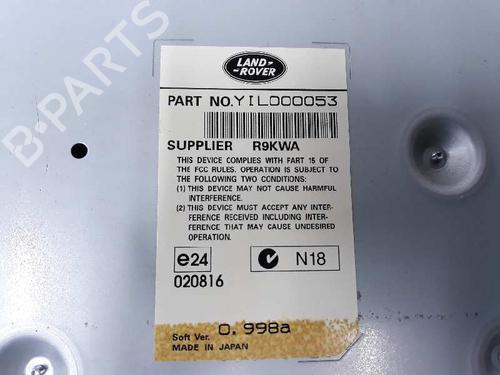 B-PARTS
LAND-
-ROVER
PART NO.YIL000053
SUPPLIER R9KWA
THIS DEVICE COMPLIES WITH PART 15 OF
THE FCC RULES. OPERATION IS SUBJECT TO
THE FOLLOWING TWO CONDITIONS:
(1) THIS DEVICE MAY NOT CAUSE HARMFUL
INTERFERENCE.
(2) THIS DEVICE MUST ACCEPT ANY INTER-
FERENCE RECEIVED INCLUDING INTER-
FERENCE THAT MAY CAUSE UNDESIRED
OPERATION.
e24 N18
020816
Soft Ver. 0.998a
MADE IN JAPAN